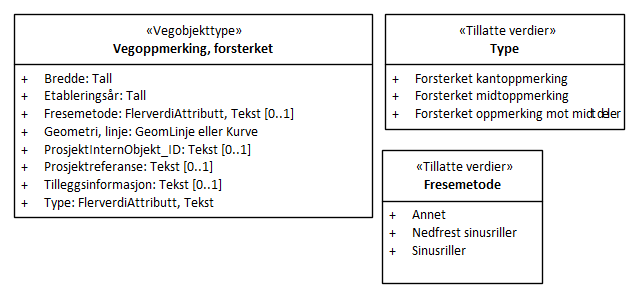 «Vegobjekttype»
Vegoppmerking, forsterket
+ Bredde: Tall
+ Etableringsår: Tall
+ Fresemetode: FlerverdiAttributt, Tekst [0..1]
+ Geometri, linje: GeomLinje eller Kurve
+ ProsjektInternObjekt_ID: Tekst [0..1]
+ Prosjektreferanse: Tekst [0..1]
+ Tilleggsinformasjon: Tekst [0..1]
+ Type: FlerverdiAttributt, Tekst
«Tillatte verdier»
Type
+ Forsterket kantoppmerking
+ Forsterket midtoppmerking
+ Forsterket oppmerking mot midtdeler
«Tillatte verdier»
Fresemetode
+ Annet
+ Nedfrest sinusriller
+ Sinusriller